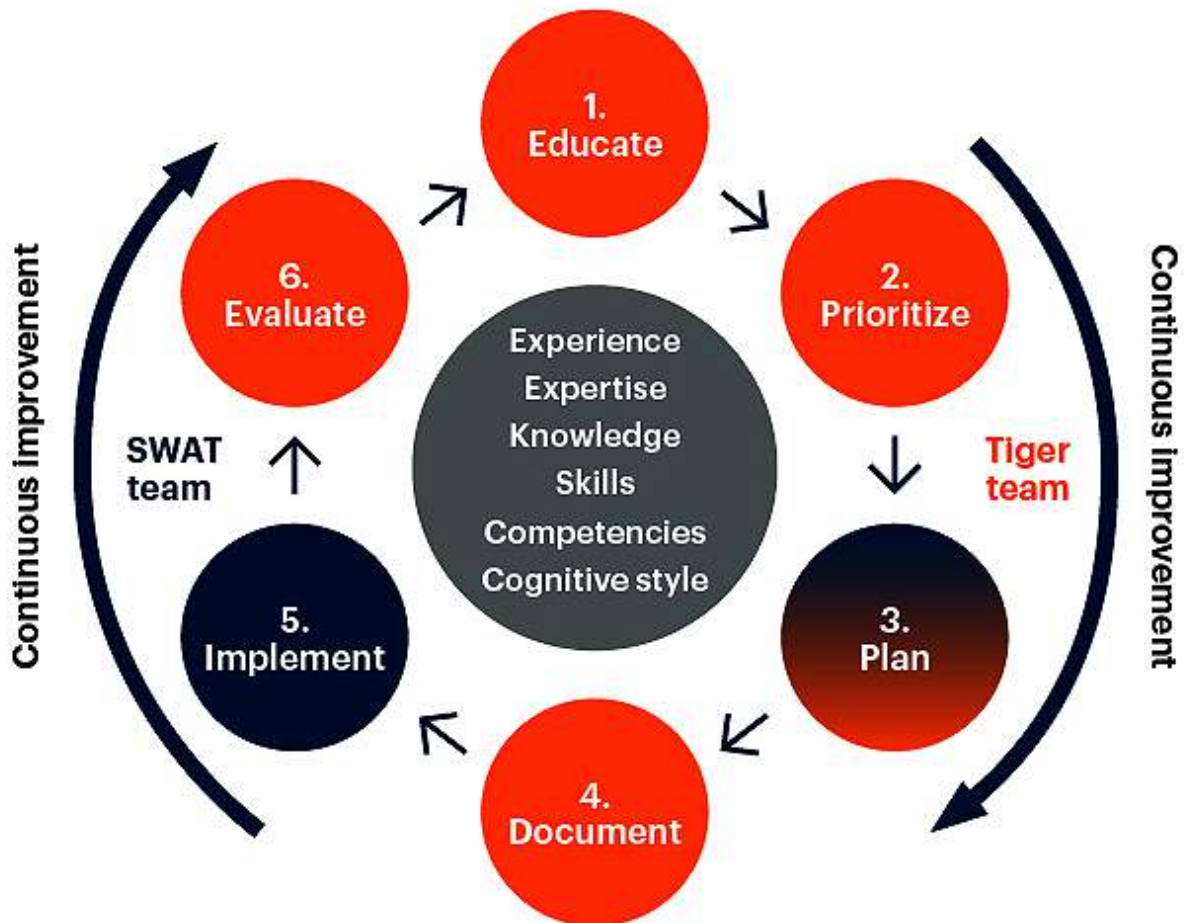 1.
Educate
2.
Prioritize
3.
Plan
4.
Document
5.
Implement
6.
Evaluate
Experience
Expertise
Knowledge
Skills
Competencies
Cognitive style
SWAT
team
Tiger
team
Continuous improvement
Continuous improvement